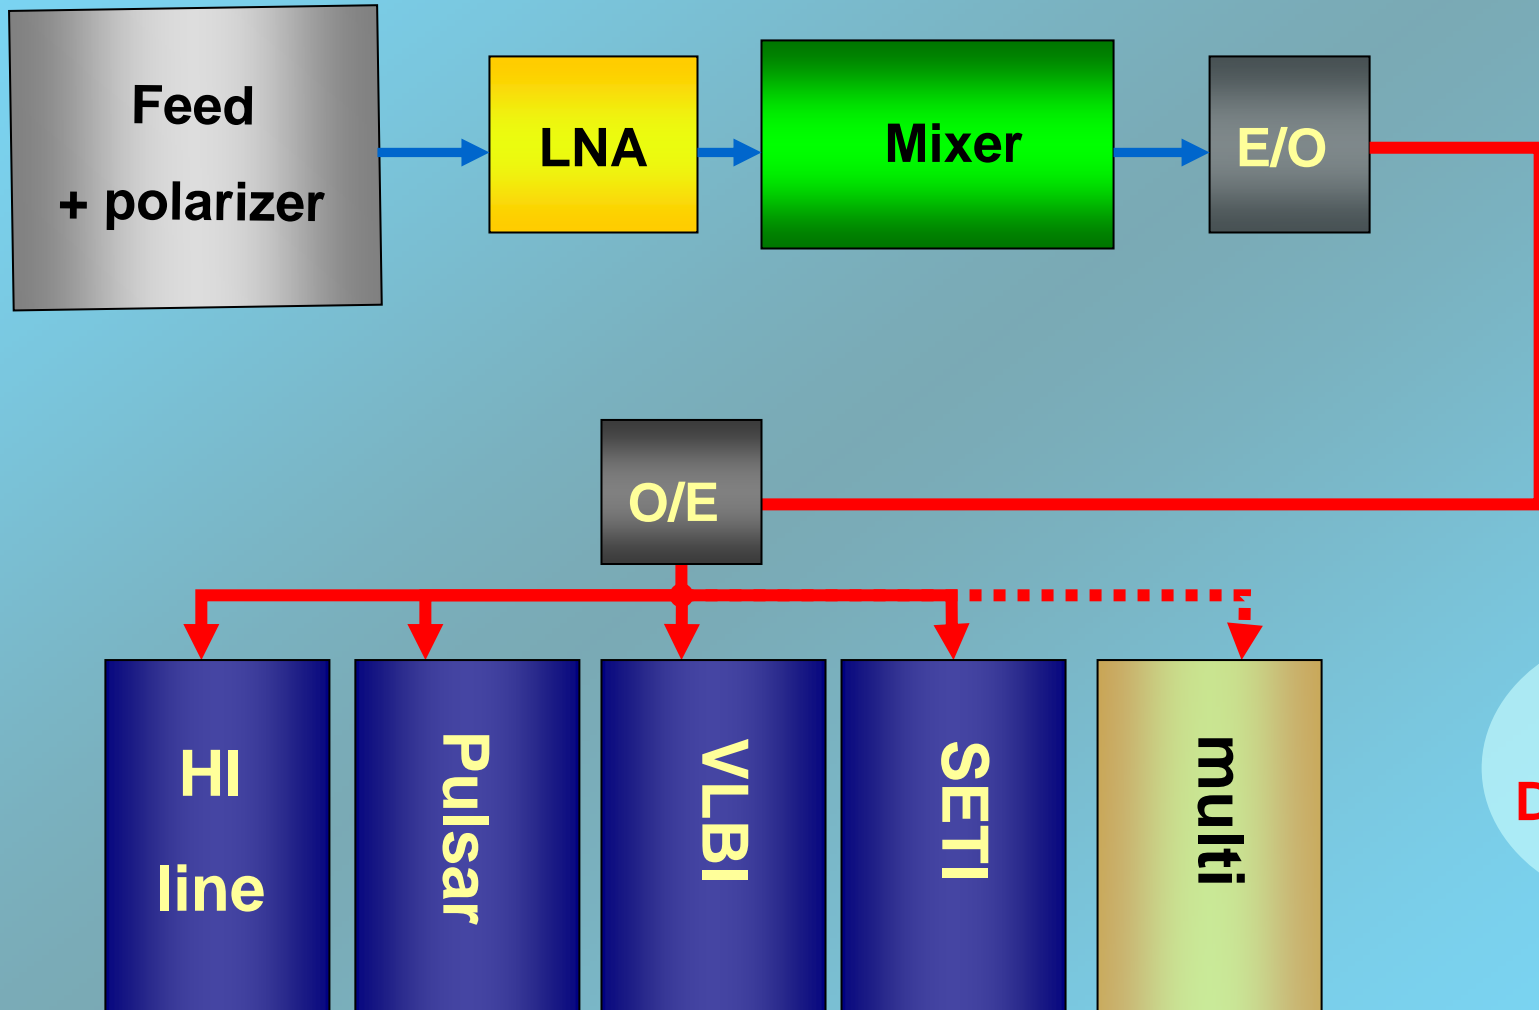 Feed
+ polarizer
LNA
Mixer
E/O
O/E
HI
line
Pulsar
VLBI
SETI
multi